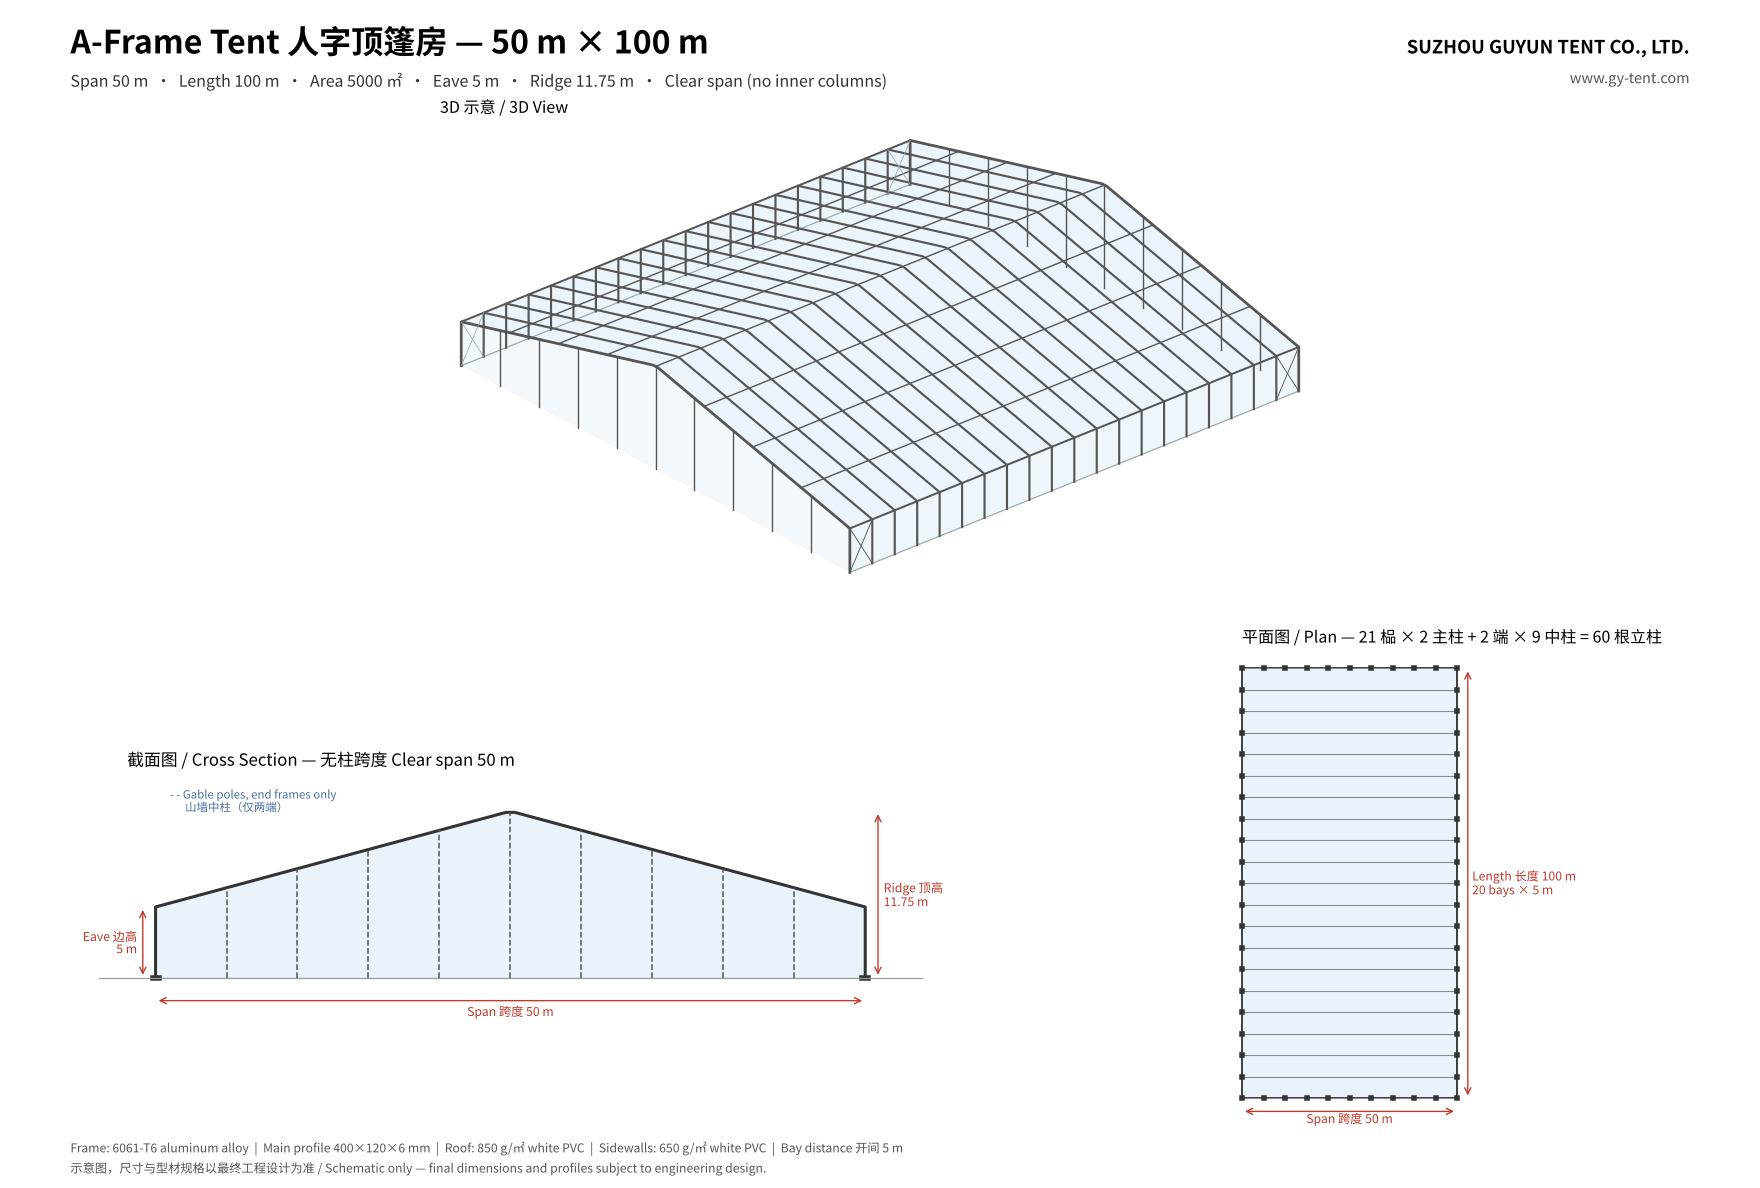 A-Frame Tent 人字顶篷房 — 50 m × 100 m
SUZHOU GUYUN TENT CO., LTD.
Span 50 m • Length 100 m • Area 5000 ㎡ • Eave 5 m • Ridge 11.75 m • Clear span (no inner columns)
www.gy-tent.com
3D 示意 / 3D View
平面图 / Plan — 21 榀 × 2 主柱 + 2 端 × 9 中柱 = 60 根立柱
截面图 / Cross Section — 无柱跨度 Clear span 50 m
- - Gable poles, end frames only
山墙中柱（仅两端）
Ridge 顶高
11.75 m
Eave 边高
5 m
Span 跨度 50 m
Length 长度 100 m
20 bays × 5 m
Span 跨度 50 m
Frame: 6061-T6 aluminum alloy | Main profile 400×120×6 mm | Roof: 850 g/㎡ white PVC | Sidewalls: 650 g/㎡ white PVC | Bay distance 开间 5 m
示意图，尺寸与型材规格以最终工程设计为准 / Schematic only — final dimensions and profiles subject to engineering design.